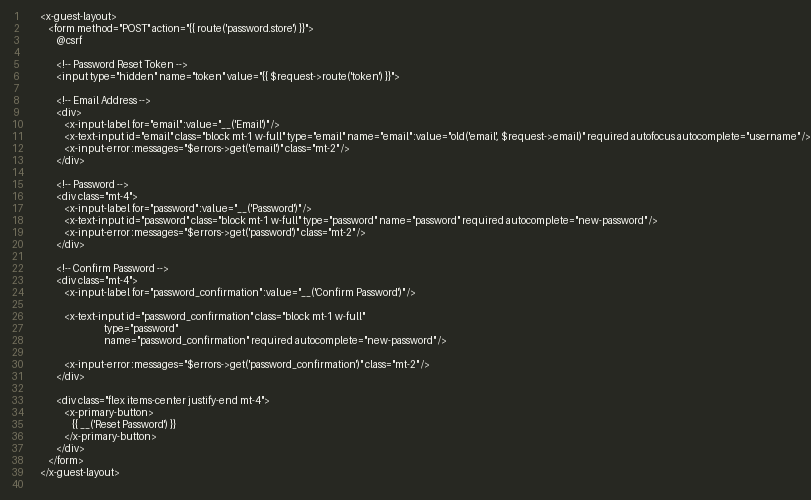 1 <x-guest-layout>
2 <form method="POST" action="{{ route('password.store') }}">
3 @csrf
4
5 <!-- Password Reset Token -->
6 <input type="hidden" name="token" value="{{ $request->route('token') }}">
7
8 <!-- Email Address -->
9 <div>
10 <x-input-label for="email" :value="__('Email')" />
11 <x-text-input id="email" class="block mt-1 w-full" type="email" name="email" :value="old('email', $request->email)" required autofocus autocomplete="username" />
12 <x-input-error :messages="$errors->get('email')" class="mt-2" />
13 </div>
14
15 <!-- Password -->
16 <div class="mt-4">
17 <x-input-label for="password" :value="__('Password')" />
18 <x-text-input id="password" class="block mt-1 w-full" type="password" name="password" required autocomplete="new-password" />
19 <x-input-error :messages="$errors->get('password')" class="mt-2" />
20 </div>
21
22 <!-- Confirm Password -->
23 <div class="mt-4">
24 <x-input-label for="password_confirmation" :value="__('Confirm Password')" />
25
26 <x-text-input id="password_confirmation" class="block mt-1 w-full"
27 type="password"
28 name="password_confirmation" required autocomplete="new-password" />
29
30 <x-input-error :messages="$errors->get('password_confirmation')" class="mt-2" />
31 </div>
32
33 <div class="flex items-center justify-end mt-4">
34 <x-primary-button>
35 {{ __('Reset Password') }}
36 </x-primary-button>
37 </div>
38 </form>
39 </x-guest-layout>
40